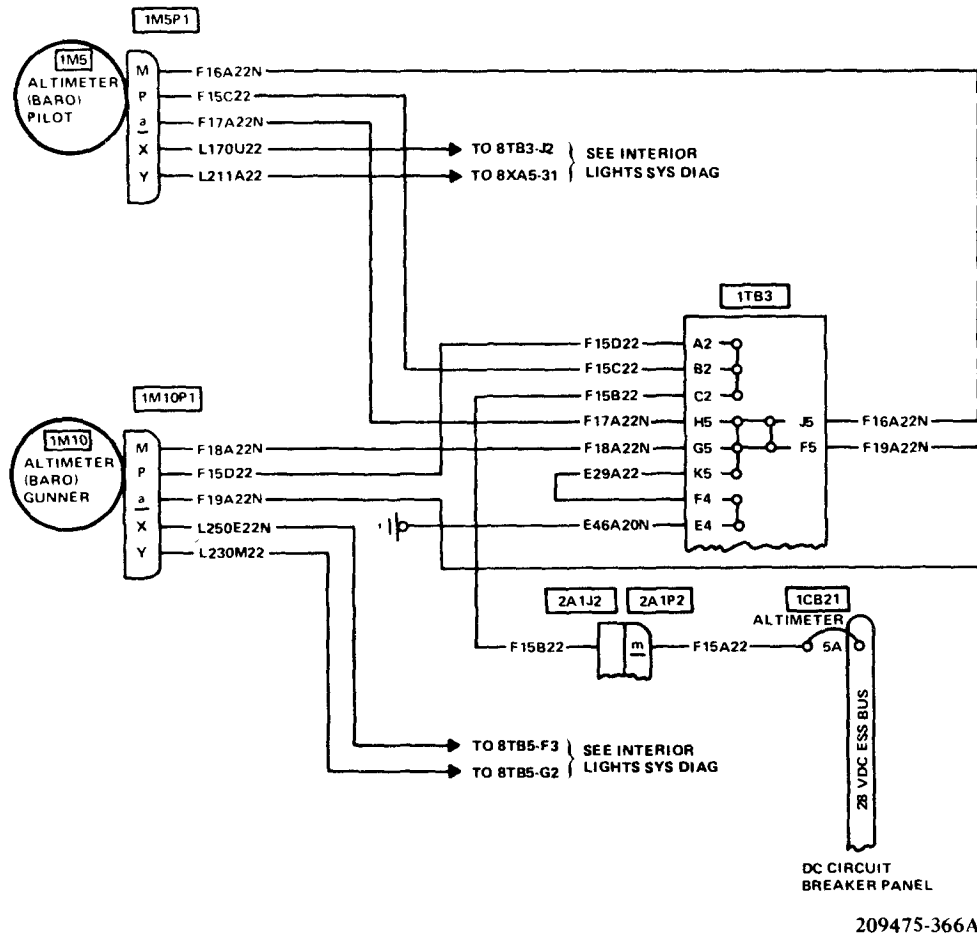 1M5P1
1M5
ALTIMETER
(BARO)
PILOT
M
F16A22N
P
F15C22
a
F17A22N
X
L170U22
TO 8TB3-J2
Y
L211A22
TO 8XA5-31
SEE INTERIOR
LIGHTS SYS DIAG
1TB3
F15D22
A2
F15C22
B2
F15B22
C2
F17A22N
H5
J5
F16A22N
F18A22N
G5
F5
F19A22N
E29A22
K5
F4
E46A20N
E4
1M10P1
1M10
ALTIMETER
(BARO)
GUNNER
M
F18A22N
P
F15D22
a
F19A22N
X
L250E22N
Y
L230M22
2A1J2
2A1P2
1CB21
ALTIMETER
F15B22
m
F15A22
5A
28 VDC ESS BUS
TO 8TB5-F3
TO 8TB5-G2
SEE INTERIOR
LIGHTS SYS DIAG
DC CIRCUIT
BREAKER PANEL
209475-366A